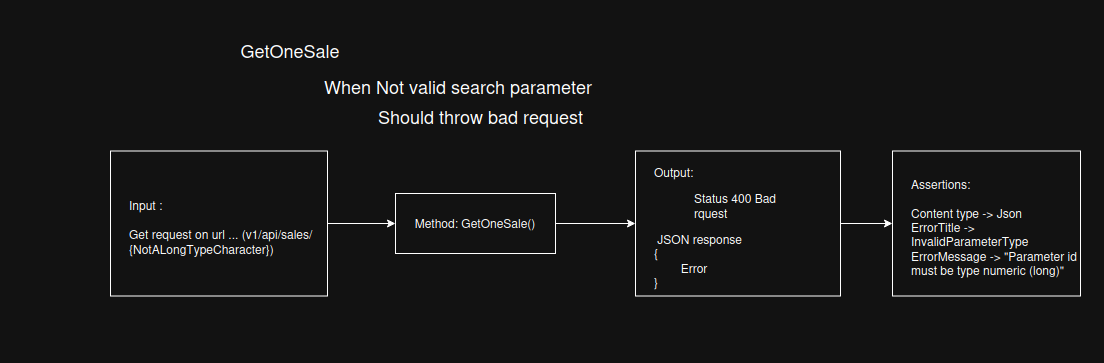 GetOneSale
When Not valid search parameter
Should throw bad request
Input :
Get request on url ... (v1/api/sales/
{NotALongTypeCharacter})
Method: GetOneSale()
Output:
Status 400 Bad
rquest
JSON response
{
Error
}
Assertions:
Content type -> Json
ErrorTitle ->
InvalidParameterType
ErrorMessage -> "Parameter id
must be type numeric (long)"